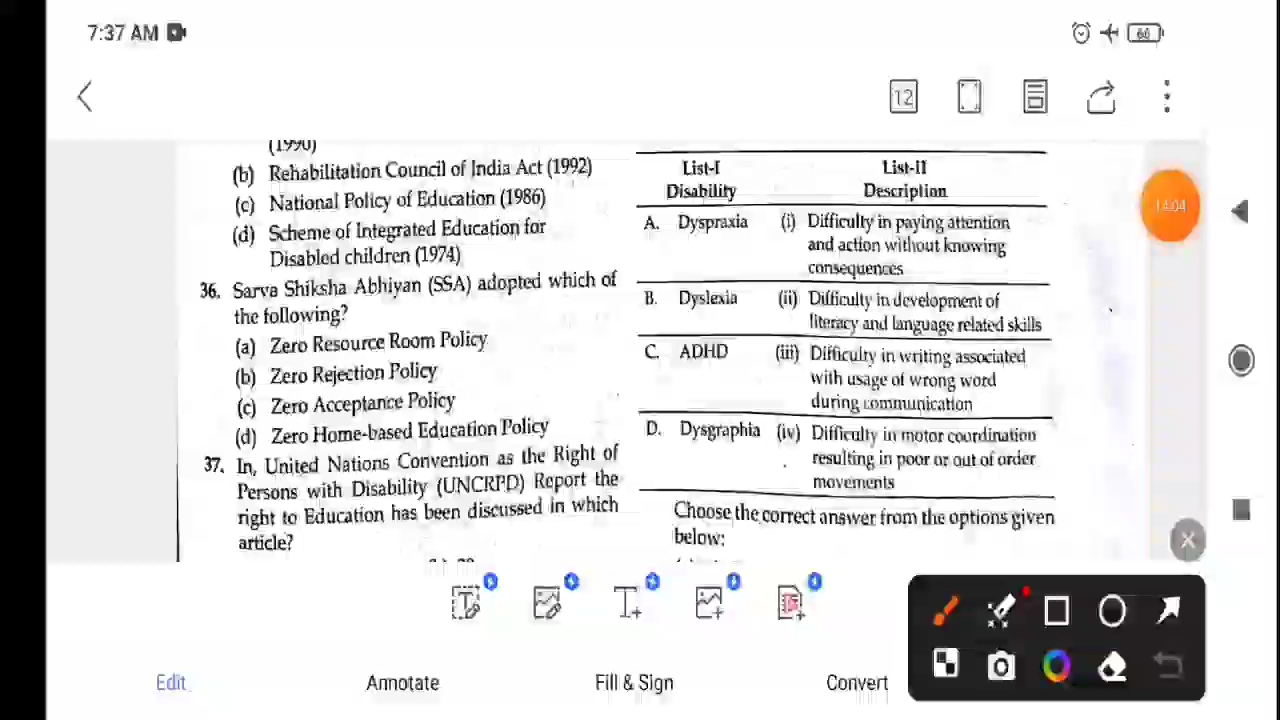 7:37 AM
66
12
(1990)
(b) Rehabilitation Council of India Act (1992)
(c) National Policy of Education (1986)
(d) Scheme of Integrated Education for
Disabled children (1974)
36. Sarva Shiksha Abhiyan (SSA) adopted which of
the following?
(a) Zero Resource Room Policy
(b) Zero Rejection Policy
(c) Zero Acceptance Policy
(d) Zero Home-based Education Policy
37. In, United Nations Convention as the Right of
Persons with Disability (UNCRPD) Report the
right to Education has been discussed in which
article?
List-I List-II
Disability Description
A. Dyspraxia (i) Difficulty in paying attention
and action without knowing
consequences
B. Dyslexia (ii) Difficulty in development of
literacy and language related skills
C. ADHD (iii) Difficulty in writing associated
with usage of wrong word
during communication
D. Dysgraphia (iv) Difficulty in motor coordination
resulting in poor or out of order
movements
Choose the correct answer from the options given
below:
14:04
Edit
Annotate
Fill & Sign
Convert